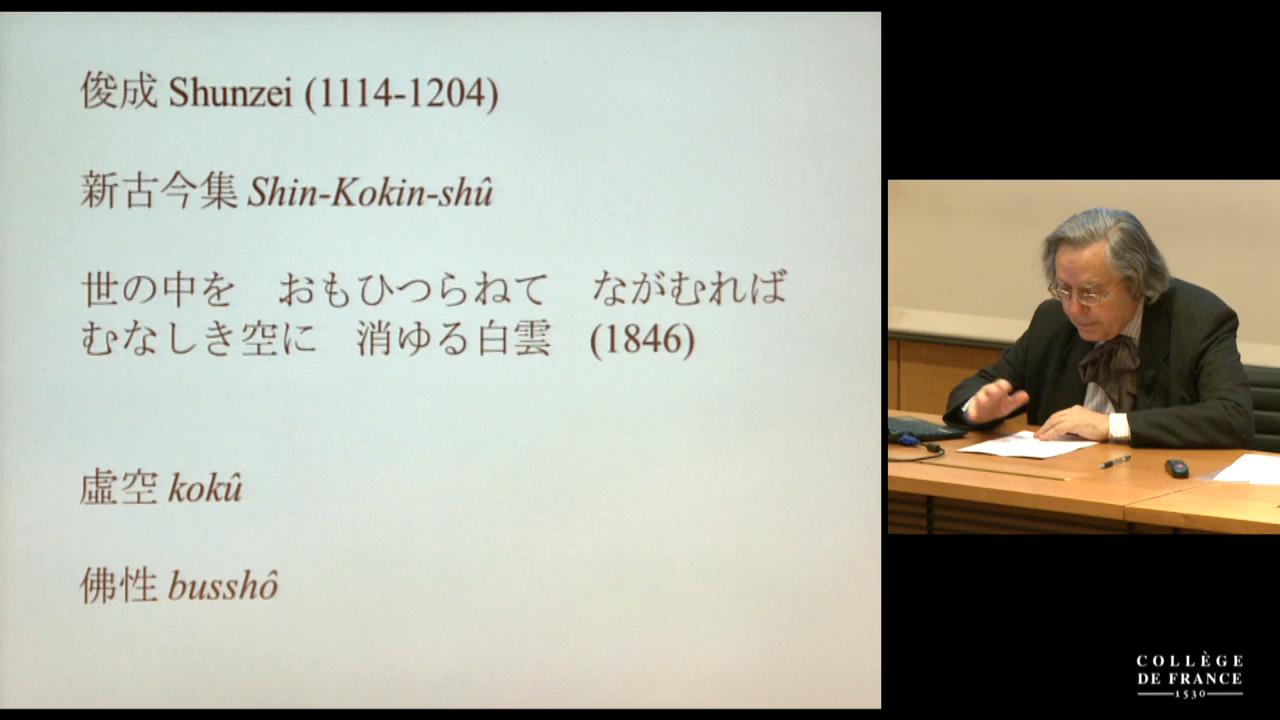 俊成 Shunzei (1114-1204)
新古今集 Shin-Kokin-shû
世の中を　おもひつらねて　ながむれば
むなしき空に　消ゆる白雲　(1846)
虛空 kokû
佛性 busshô
COLLÈGE
DE FRANCE
1530